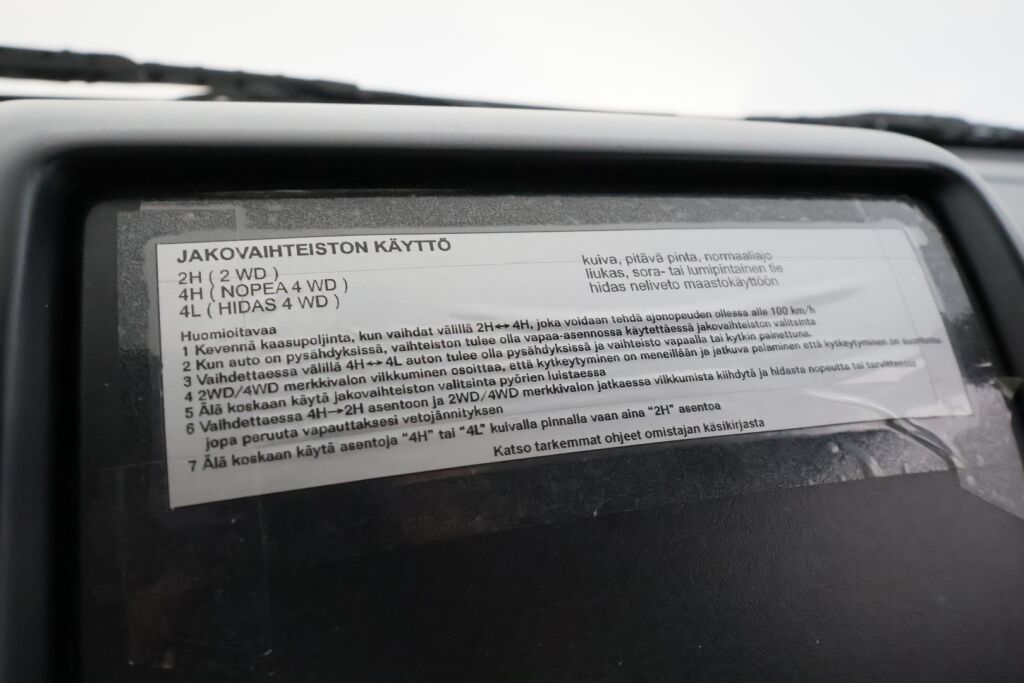 JAKOVAIHTEISTON KÄYTTÖ
2H ( 2 WD ) kuiva, pitävä pinta, normaaliajo
4H ( NOPEA 4 WD ) liukas, sora- tai lumipintainen tie
4L ( HIDAS 4 WD ) hidas neliveto maastokäyttöön
Huomioitavaa
1 Kevennä kaasupoljinta, kun vaihdat välillä 2H↔4H, joka voidaan tehdä ajonopeuden ollessa alle 100 km/h
2 Kun auto on pysähdyksissä, vaihteiston tulee olla vapaa-asennossa käytettäessä jakovaihteiston valitsinta
3 Vaihdettaessa välillä 4H↔4L auton tulee olla pysähdyksissä ja vaihteisto vapaalla tai kytkin painettuna.
4 2WD/4WD merkkivalon vilkkuminen osoittaa, että kytkeytyminen on meneillään ja jatkuva palaminen että kytkeytyminen on suoritettu
5 Älä koskaan käytä jakovaihteiston valitsinta pyörien luistaessa
6 Vaihdettaessa 4H→2H asentoon ja 2WD/4WD merkkivalon jatkaessa vilkkumista kiihdytä ja hidasta nopeutta tai tarvittaessa
jopa peruuta vapauttaksesi vetojännityksen
7 Älä koskaan käytä asentoja "4H" tai "4L" kuivalla pinnalla vaan aina "2H" asentoa
Katso tarkemmat ohjeet omistajan käsikirjasta